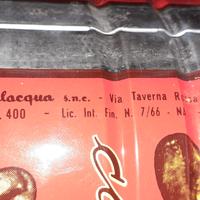 lacqua s.n.c. - Via Taverna Rossa
. 400 - Lic. Int. Fin. N. 7/66 - Na